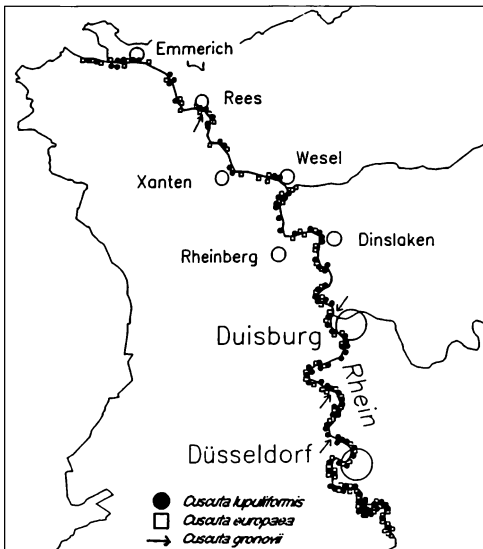 Emmerich
Rees
Wesel
Xanten
Dinslaken
Rheinberg
Duisburg
Rhein
Düsseldorf
Cuscuta lupuliformis
Cuscuta europaea
Cuscuta gronovii